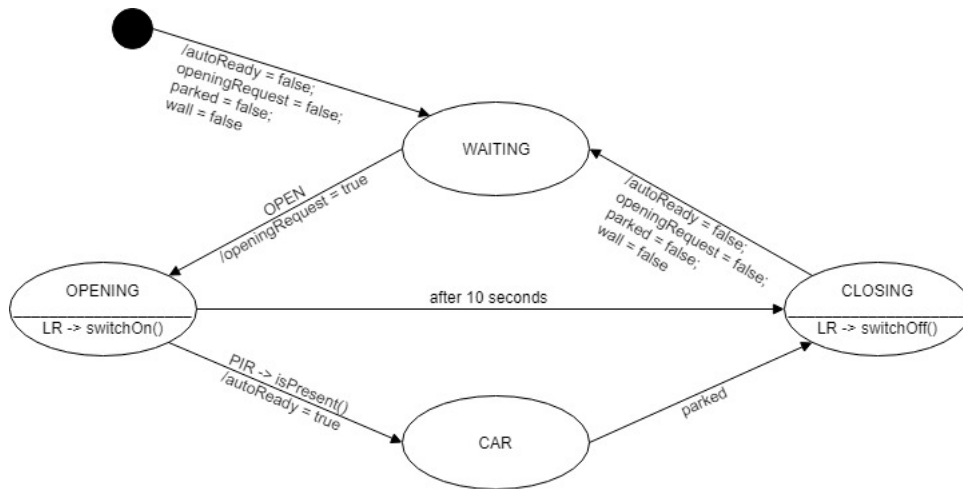 /autoReady = false;
openingRequest = false;
parked = false;
wall = false
WAITING
OPEN
/openingRequest = true
/autoReady = false;
openingRequest = false;
parked = false;
wall = false
OPENING
LR -> switchOn()
after 10 seconds
CLOSING
LR -> switchOff()
PIR -> isPresent()
/autoReady = true
parked
CAR